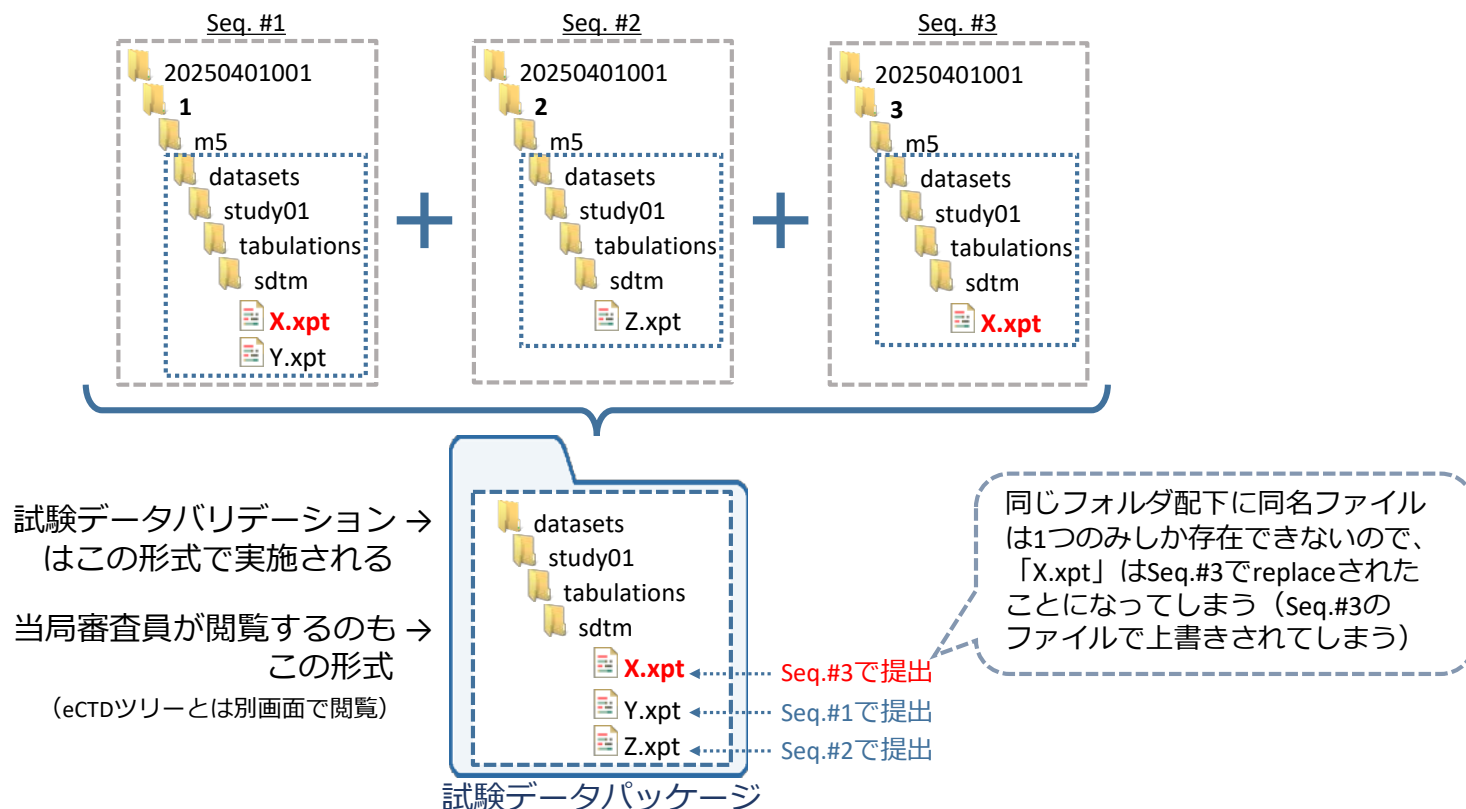 Seq. #1
20250401001
1
m5
datasets
study01
tabulations
sdtm
X.xpt
Y.xpt
Seq. #2
20250401001
2
m5
datasets
study01
tabulations
sdtm
Z.xpt
Seq. #3
20250401001
3
m5
datasets
study01
tabulations
sdtm
X.xpt
試験データバリデーション →
はこの形式で実施される
当局審査員が閲覧するのも →
この形式
（eCTDツリーとは別画面で閲覧）
datasets
study01
tabulations
sdtm
X.xpt
Seq.#3で提出
Y.xpt
Seq.#1で提出
Z.xpt
Seq.#2で提出
試験データパッケージ
同じフォルダ配下に同名ファイル
は1つのみしか存在できないので、
「X.xpt」はSeq.#3でreplaceされた
ことになってしまう（Seq.#3の
ファイルで上書きされてしまう）